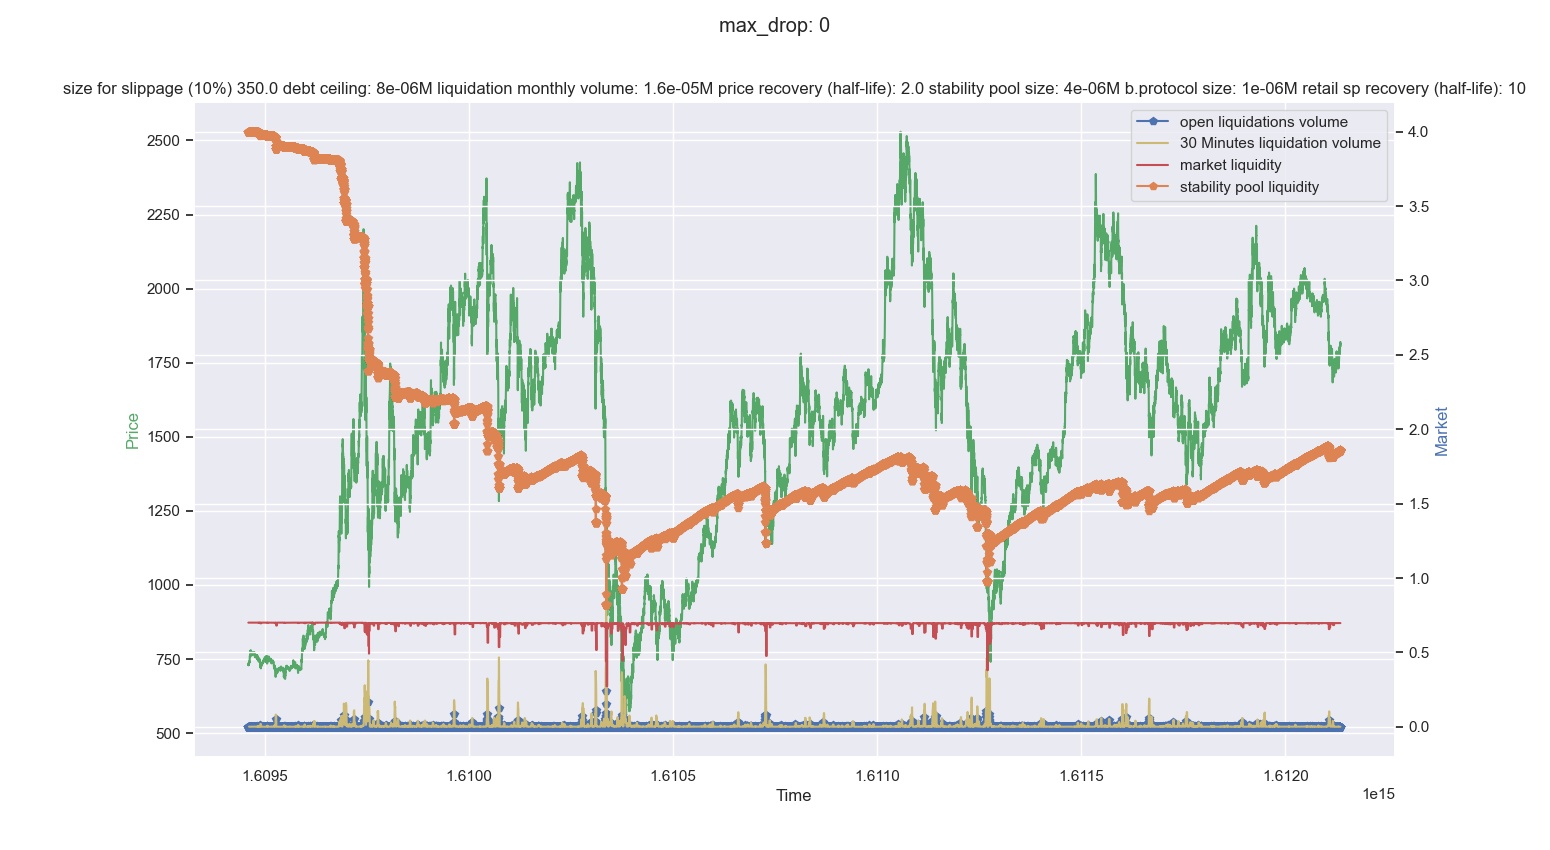 max_drop: 0
size for slippage (10%) 350.0 debt ceiling: 8e-06M liquidation monthly volume: 1.6e-05M price recovery (half-life): 2.0 stability pool size: 4e-06M b.protocol size: 1e-06M retail sp recovery (half-life): 10
open liquidations volume
30 Minutes liquidation volume
market liquidity
stability pool liquidity
2500
2250
2000
1750
1500
1250
1000
750
500
Price
4.0
3.5
3.0
2.5
2.0
1.5
1.0
0.5
0.0
Market
1.6095 1.6100 1.6105 1.6110 1.6115 1.6120
Time
1e15